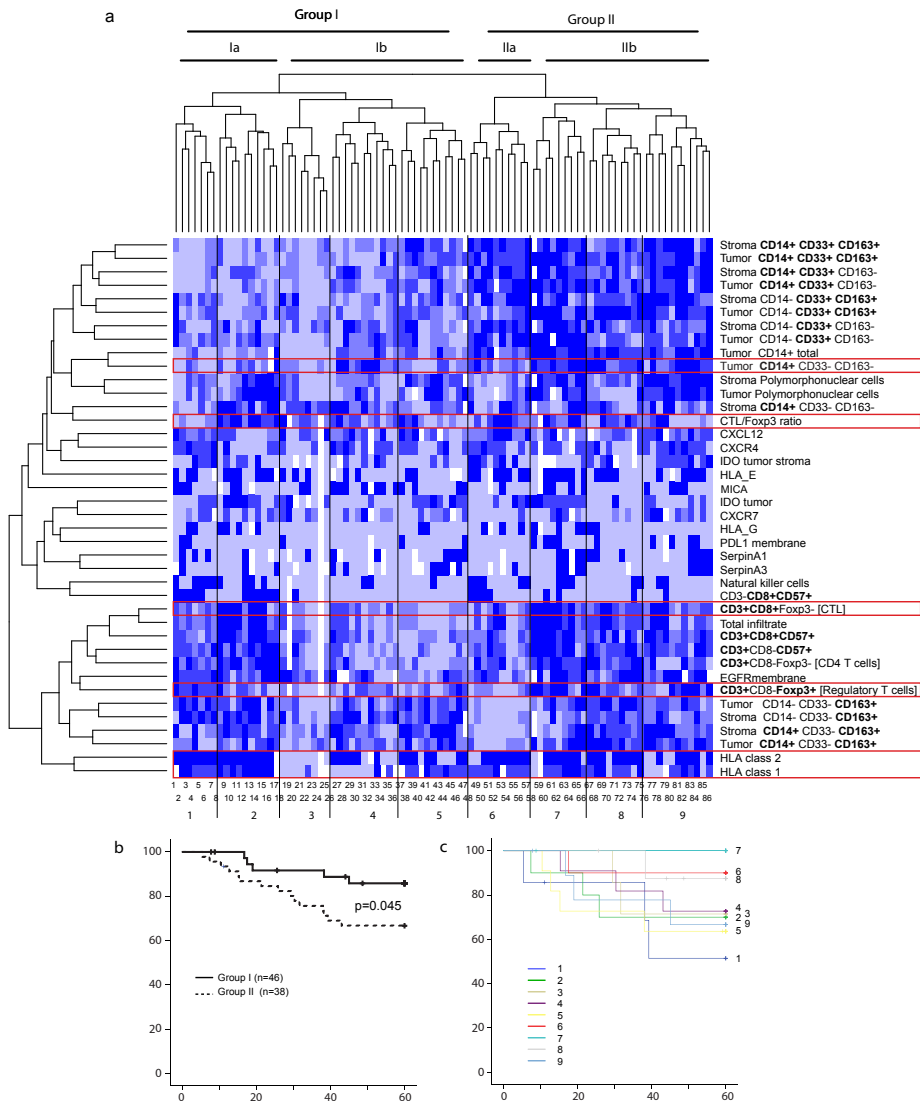 a
Group I
Group II
Ia
Ib
IIa
IIb
Stroma CD14+ CD33+ CD163+
Tumor CD14+ CD33+ CD163+
Stroma CD14+ CD33+ CD163-
Tumor CD14+ CD33+ CD163-
Stroma CD14- CD33+ CD163+
Tumor CD14- CD33+ CD163+
Stroma CD14- CD33+ CD163-
Tumor CD14- CD33+ CD163-
Tumor CD14+ total
Tumor CD14+ CD33- CD163-
Stroma Polymorphonuclear cells
Tumor Polymorphonuclear cells
Stroma CD14+ CD33- CD163-
CTL/Foxp3 ratio
CXCL12
CXCR4
IDO tumor stroma
HLA_E
MICA
IDO tumor
CXCR7
HLA_G
PDL1 membrane
SerpinA1
SerpinA3
Natural killer cells
CD3-CD8+CD57+
CD3+CD8+Foxp3- [CTL]
Total infiltrate
CD3+CD8+CD57+
CD3+CD8-CD57+
CD3+CD8-Foxp3- [CD4 T cells]
EGFRmembrane
CD3+CD8-Foxp3+ [Regulatory T cells]
Tumor CD14- CD33- CD163+
Stroma CD14- CD33- CD163+
Stroma CD14+ CD33- CD163+
Tumor CD14+ CD33- CD163+
HLA class 2
HLA class 1
1 3 5 7 9 11 13 15 17 19 21 23 25 27 29 31 33 35 37 39 41 43 45 47 49 51 53 55 57 59 61 63 65 67 69 71 73 75 77 79 81 83 85
2 4 6 8 10 12 14 16 18 20 22 24 26 28 30 32 34 36 38 40 42 44 46 48 50 52 54 56 58 60 62 64 66 68 70 72 74 76 78 80 82 84 86
1 2 3 4 5 6 7 8 9
b
100
80
60
40
20
0
0 20 40 60
p=0.045
Group I (n=46)
Group II (n=38)
c
100
80
60
40
20
0
0 20 40 60
7
6
8
4
3
2
9
5
1
1
2
3
4
5
6
7
8
9